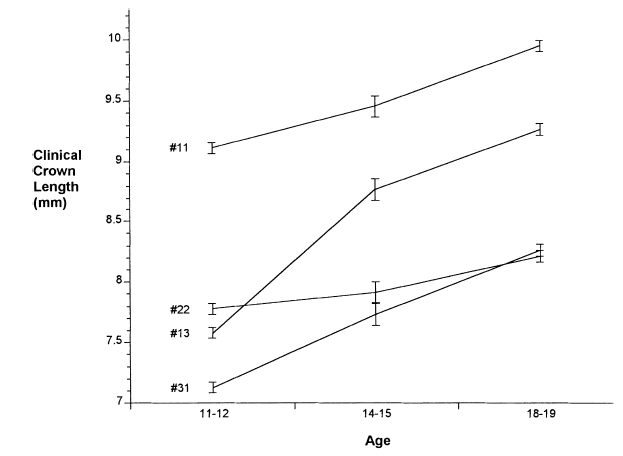 10
9.5
9
8.5
8
7.5
7
Clinical
Crown
Length
(mm)
#11
#22
#13
#31
11-12
14-15
18-19
Age